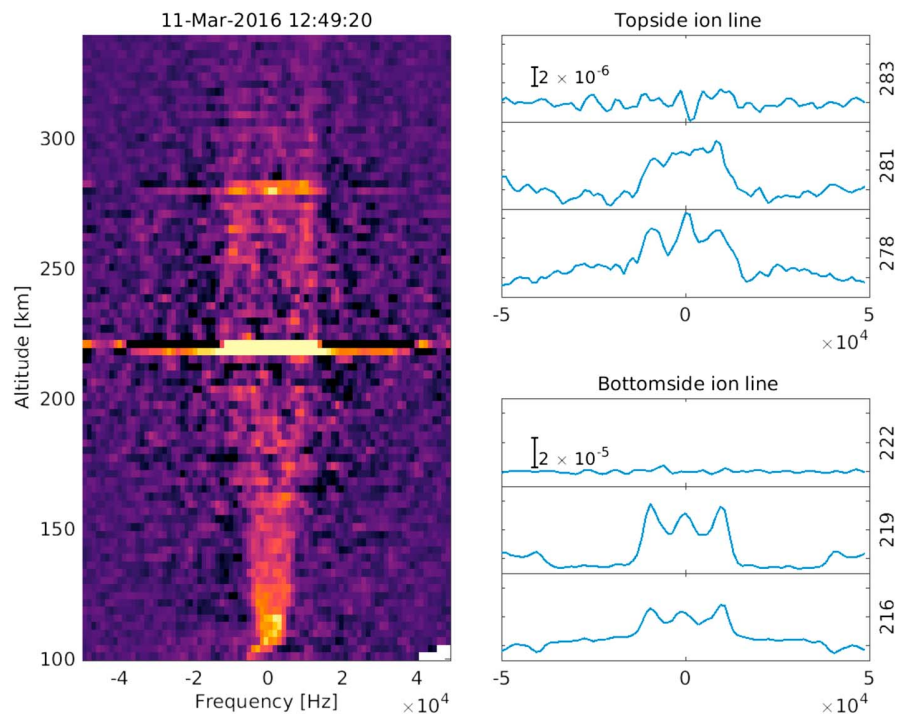 11-Mar-2016 12:49:20
Altitude [km]
300
250
200
150
100
-4 -2 0 2 4
Frequency [Hz]
×10⁴
Topside ion line
2 × 10⁻⁶
283
281
278
-5 0 5
×10⁴
Bottomside ion line
2 × 10⁻⁵
222
219
216
-5 0 5
×10⁴